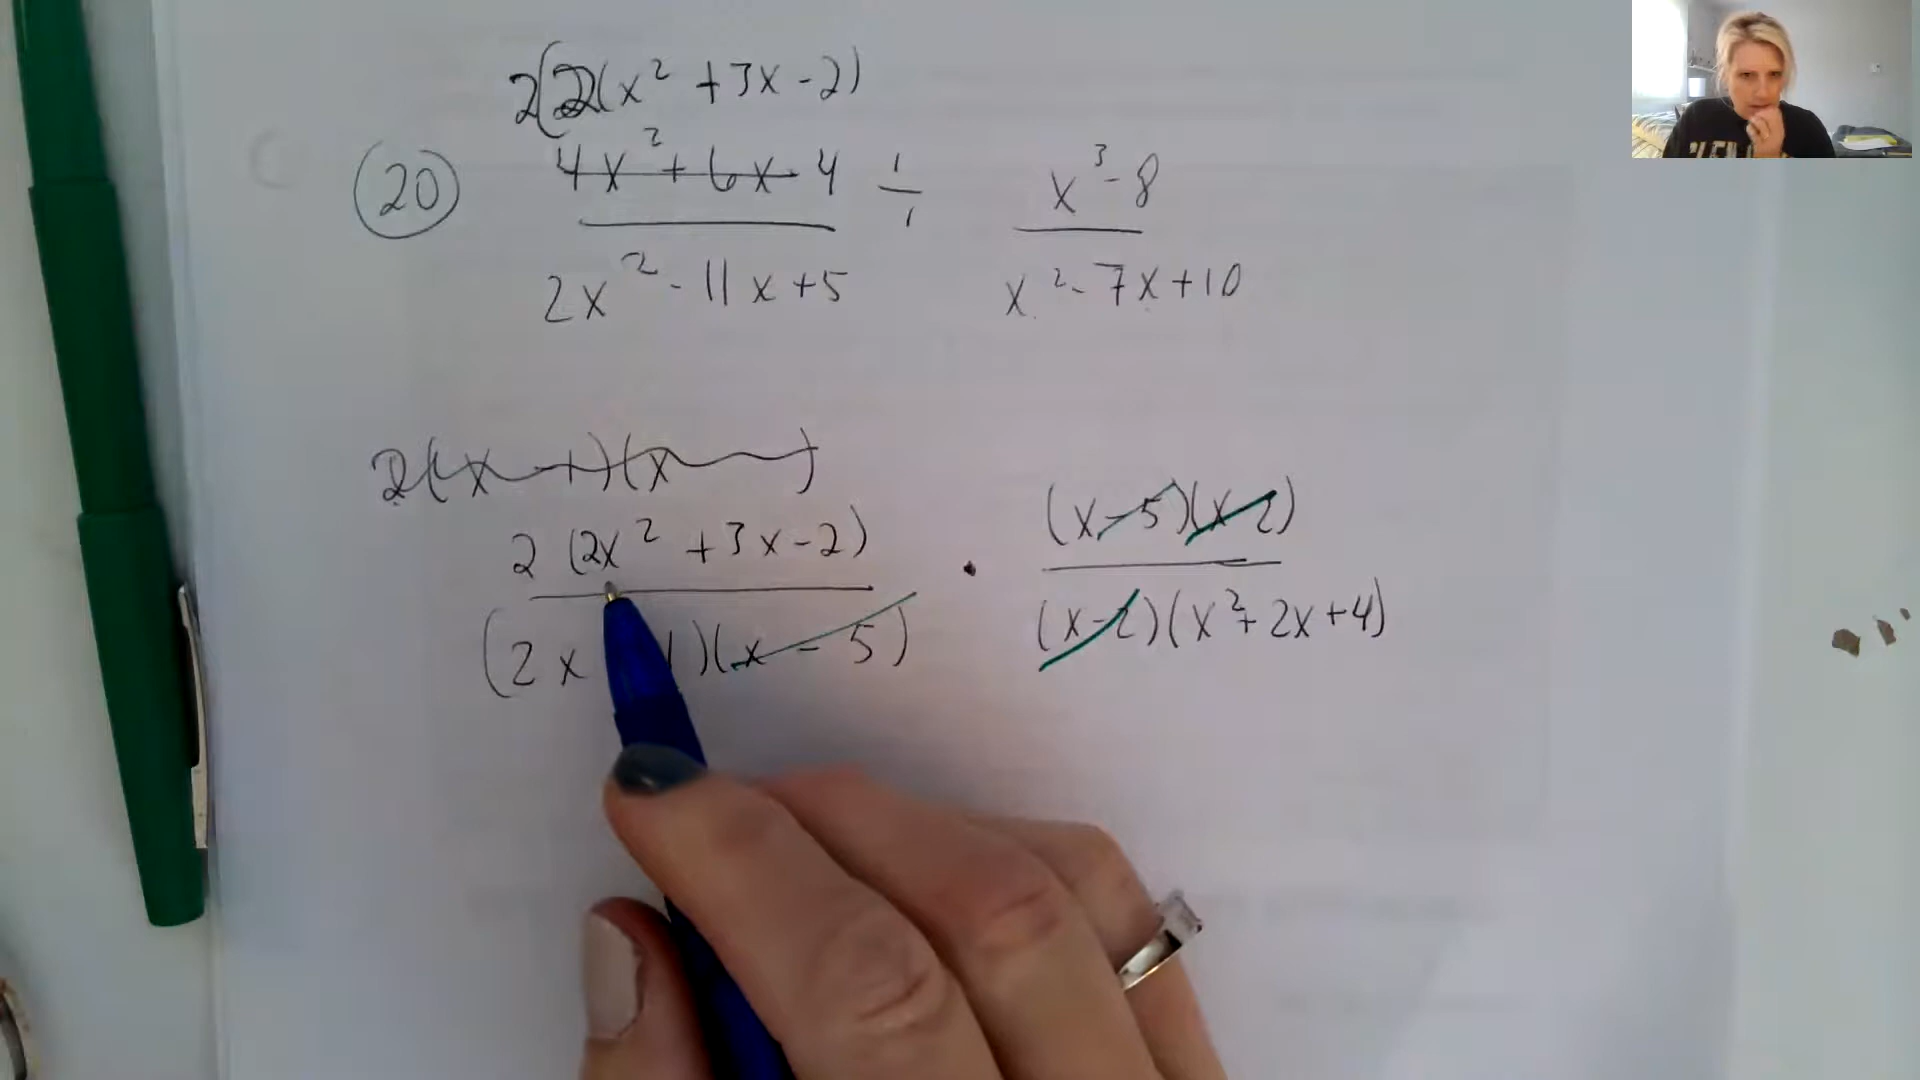 2(2(x² + 3x - 2)
20 4x² + 6x - 4 ÷ x³ - 8
2x² - 11x + 5 x² - 7x + 10
2(x + 1)(x
2 (2x² + 3x - 2) · (x - 5)(x - 2)
(2x 1)(x - 5) (x - 2)(x² + 2x + 4)